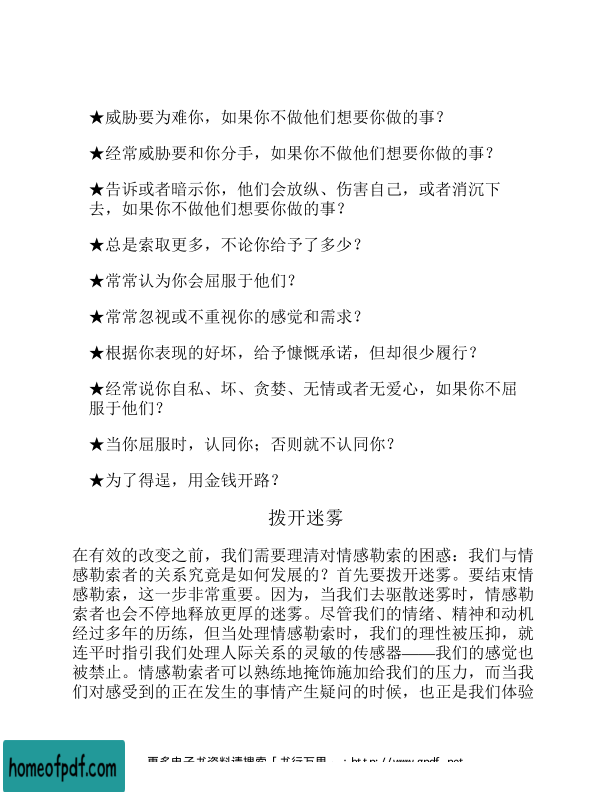 ★威胁要为难你，如果你不做他们想要你做的事？
★经常威胁要和你分手，如果你不做他们想要你做的事？
★告诉或者暗示你，他们会放纵、伤害自己，或者消沉下
去，如果你不做他们想要你做的事？
★总是索取更多，不论你给予了多少？
★常常认为你会屈服于他们？
★常常忽视或不重视你的感觉和需求？
★根据你表现的好坏，给予慷慨承诺，但却很少履行？
★经常说你自私、坏、贪婪、无情或者无爱心，如果你不屈
服于他们？
★当你屈服时，认同你；否则就不认同你？
★为了得逞，用金钱开路？
拨开迷雾
在有效的改变之前，我们需要理清对情感勒索的困惑：我们与情
感勒索者的关系究竟是如何发展的？首先要拨开迷雾。要结束情
感勒索，这一步非常重要。因为，当我们去驱散迷雾时，情感勒
索者也会不停地释放更厚的迷雾。尽管我们的情绪、精神和动机
经过多年的历练，但当处理情感勒索时，我们的理性被压抑，就
连平时指引我们处理人际关系的灵敏的传感器——我们的感觉也
被禁止。情感勒索者可以熟练地掩饰施加给我们的压力，而当我
们对感受到的正在发生的事情产生疑问的时候，也正是我们体验
更多电子书资料请搜索「书行万里
homeofpdf.com